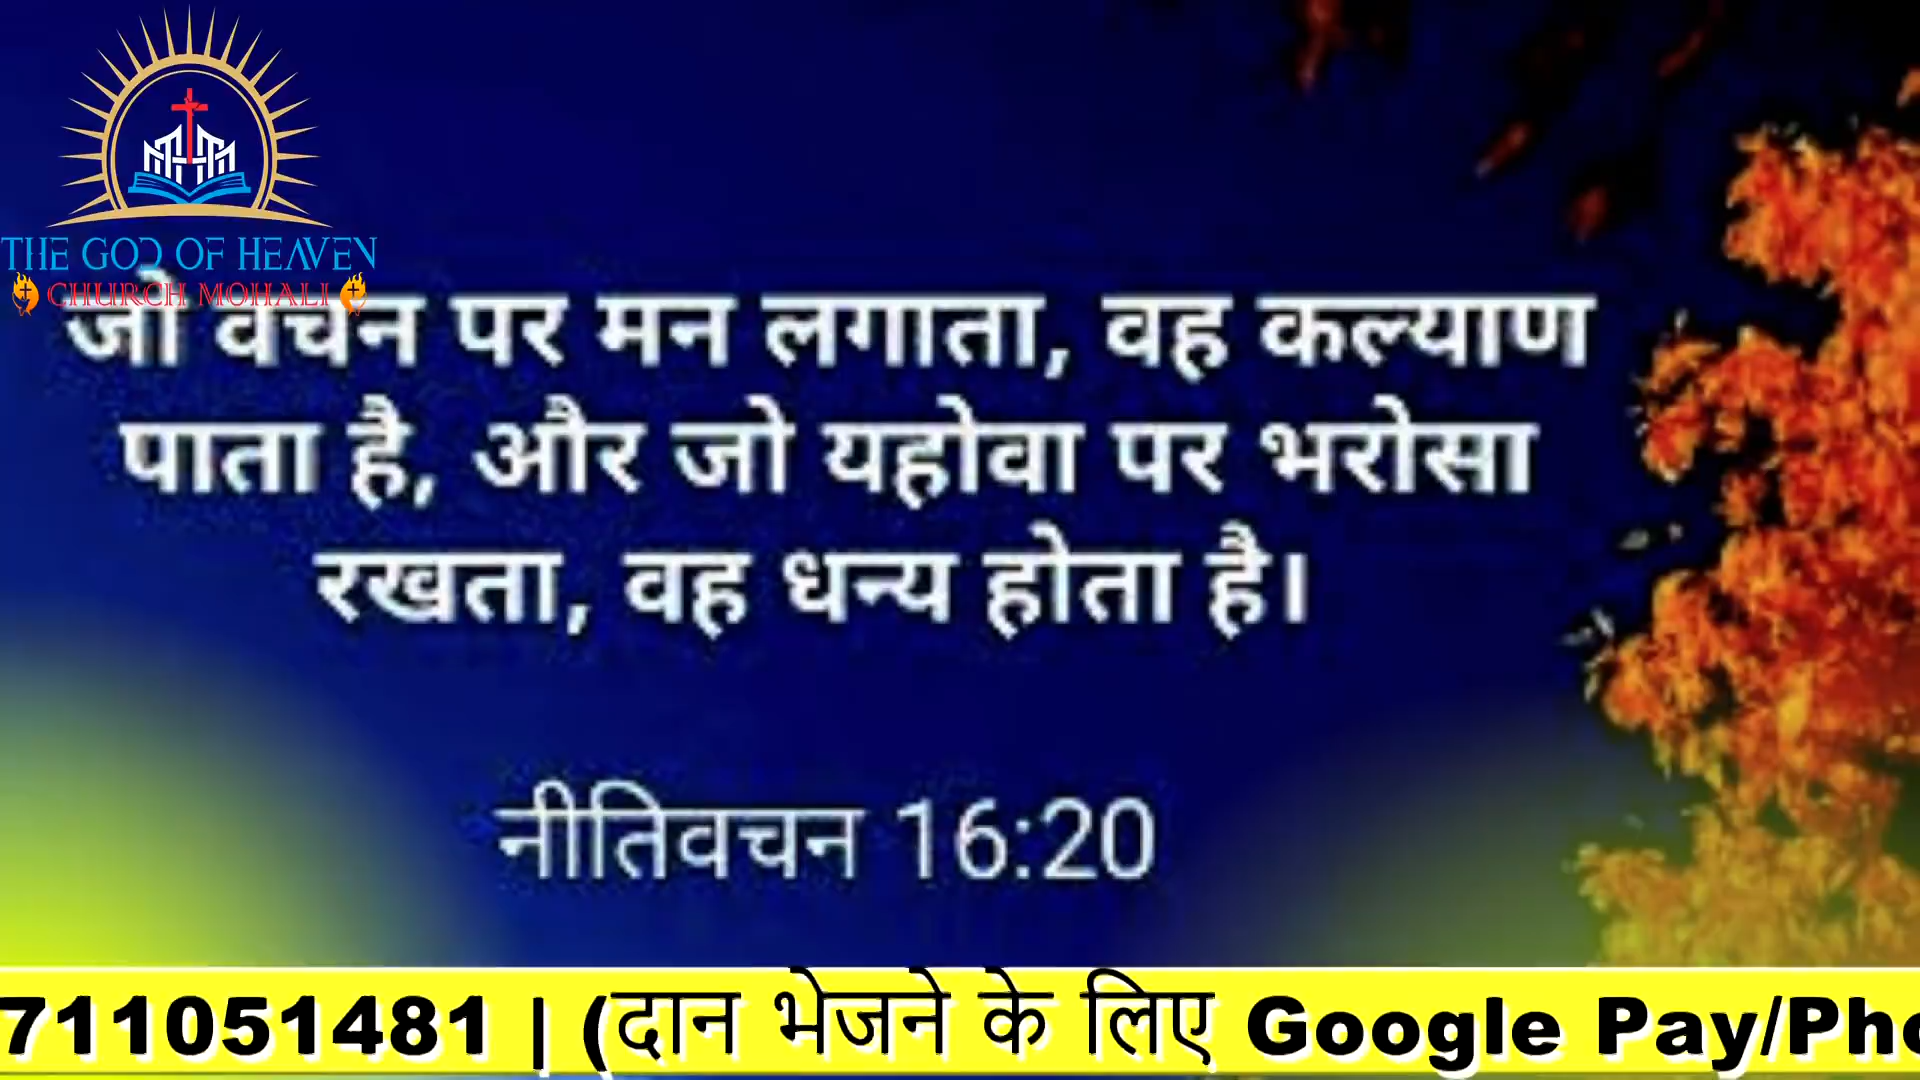 THE GOD OF HEAVEN
CHURCH MOHALI
जो वचन पर मन लगाता, वह कल्याण
पाता है, और जो यहोवा पर भरोसा
रखता, वह धन्य होता है।
नीतिवचन 16:20
711051481 | (दान भेजने के लिए Google Pay/Pho